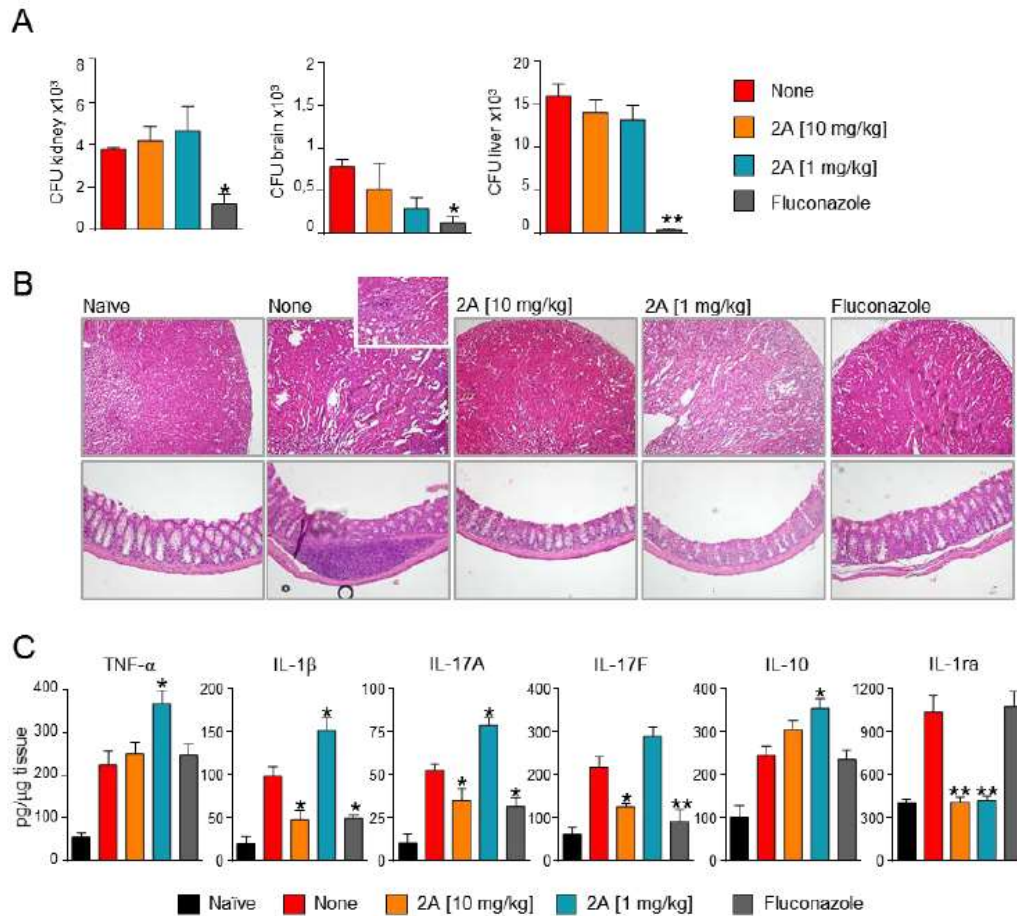 A
CFU kidney x10³
8
6
4
2
0
CFU brain x10³
2
1,5
1
0,5
0
CFU liver x10³
20
15
10
5
0
*
*
**
None
2A [10 mg/kg]
2A [1 mg/kg]
Fluconazole
B
Naïve
None
2A [10 mg/kg]
2A [1 mg/kg]
Fluconazole
C
TNF-α
IL-1β
IL-17A
IL-17F
IL-10
IL-1ra
pg/µg tissue
400
300
200
100
0
*
200
150
100
50
0
*
*
*
100
75
50
25
0
*
*
*
400
300
200
100
0
*
**
400
300
200
100
0
*
1200
900
600
300
0
**
**
Naïve
None
2A [10 mg/kg]
2A [1 mg/kg]
Fluconazole